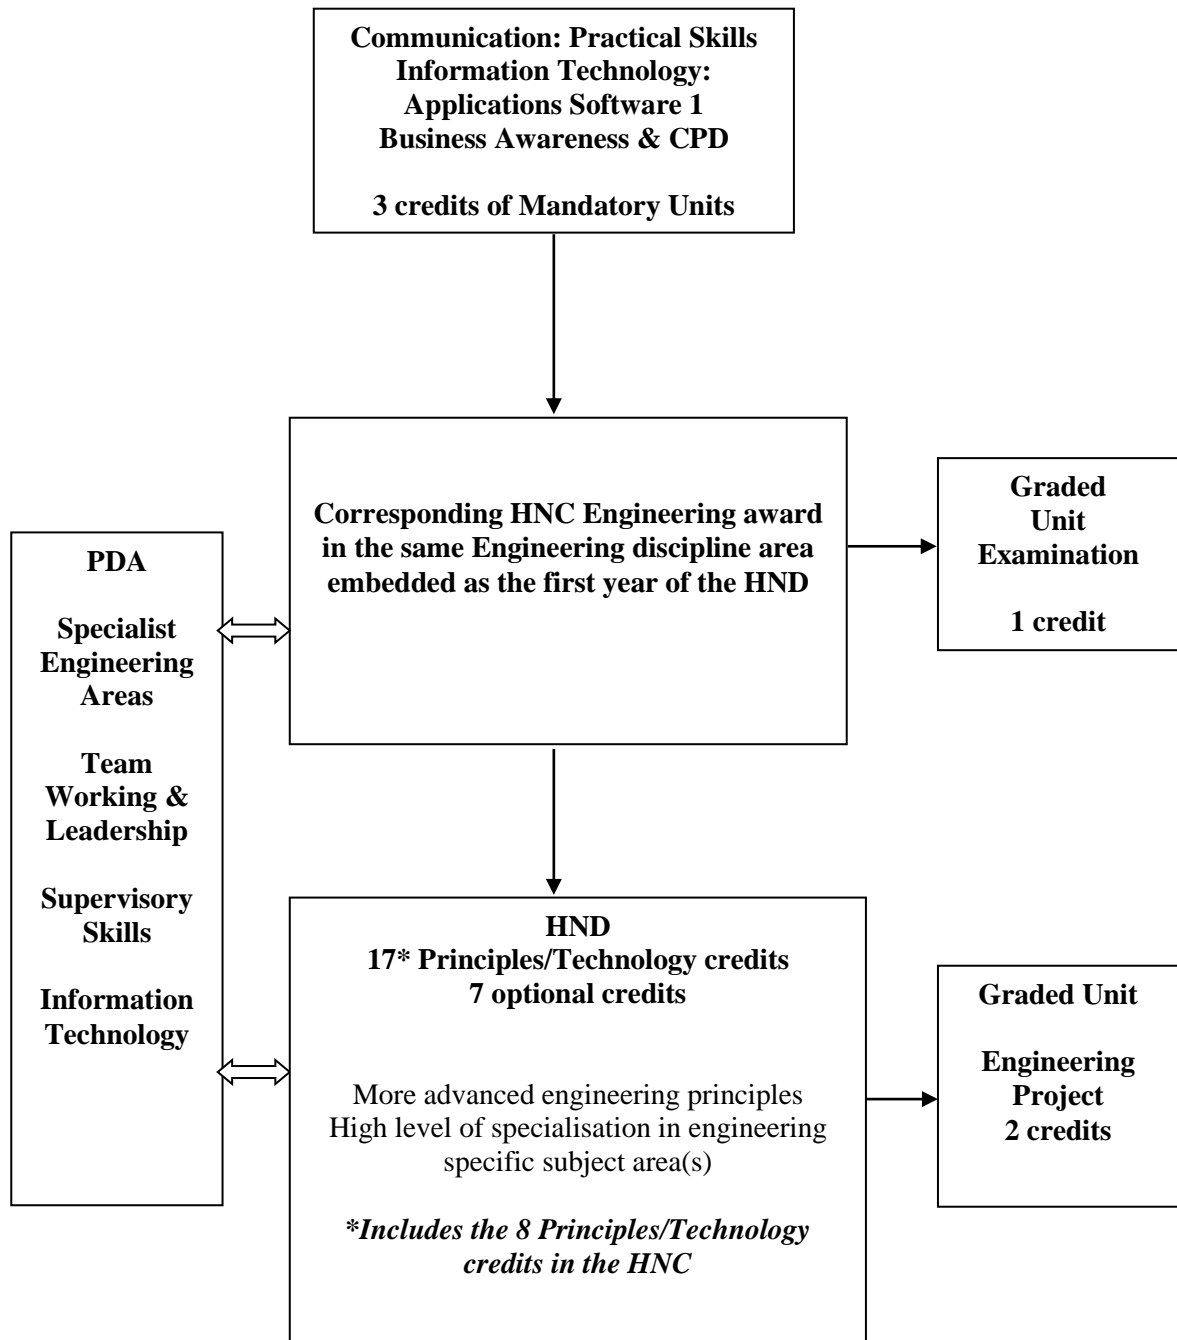 Communication: Practical Skills
Information Technology:
Applications Software 1
Business Awareness & CPD
3 credits of Mandatory Units
Corresponding HNC Engineering award
in the same Engineering discipline area
embedded as the first year of the HND
Graded
Unit
Examination
1 credit
PDA
Specialist
Engineering
Areas
Team
Working &
Leadership
Supervisory
Skills
Information
Technology
HND
17* Principles/Technology credits
7 optional credits
More advanced engineering principles
High level of specialisation in engineering
specific subject area(s)
*Includes the 8 Principles/Technology
credits in the HNC
Graded Unit
Engineering
Project
2 credits